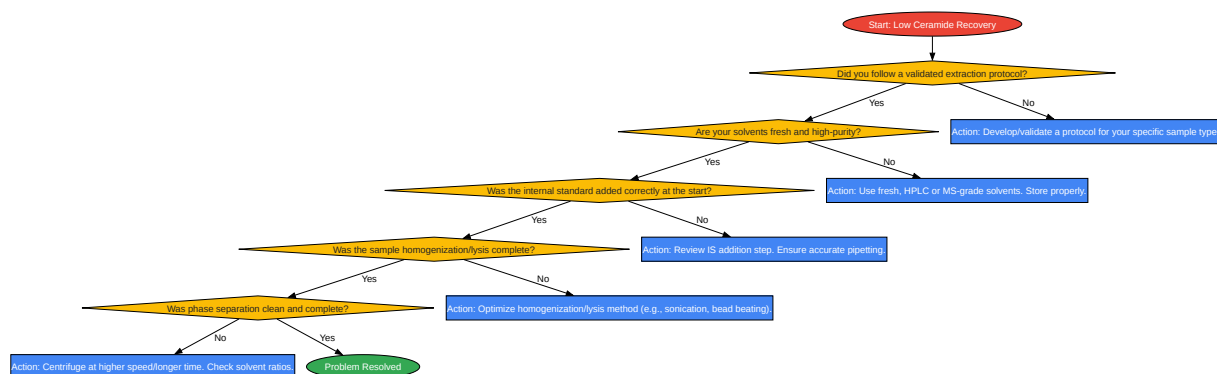 Start: Low Ceramide Recovery
Did you follow a validated extraction protocol?
Yes
No
Are your solvents fresh and high-purity?
Action: Develop/validate a protocol for your specific sample type.
Yes
No
Was the internal standard added correctly at the start?
Action: Use fresh, HPLC or MS-grade solvents. Store properly.
Yes
No
Was the sample homogenization/lysis complete?
Action: Review IS addition step. Ensure accurate pipetting.
Yes
No
Was phase separation clean and complete?
Action: Optimize homogenization/lysis method (e.g., sonication, bead beating).
No
Yes
Action: Centrifuge at higher speed/longer time. Check solvent ratios.
Problem Resolved